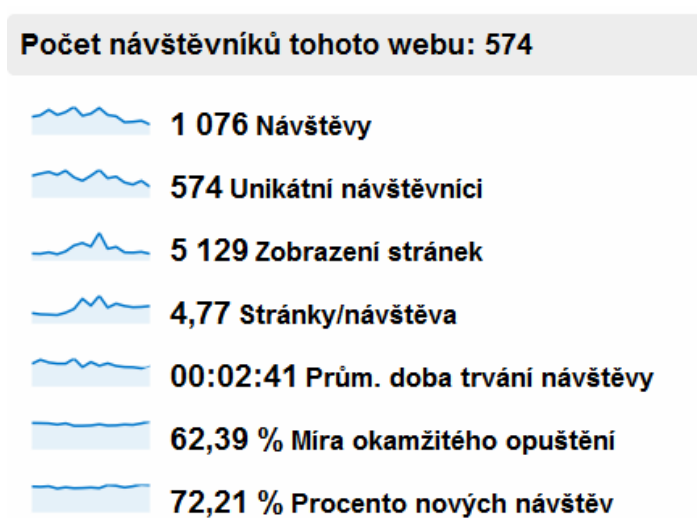 Počet návštěvníků tohoto webu: 574
1 076 Návštěvy
574 Unikátní návštěvníci
5 129 Zobrazení stránek
4,77 Stránky/návštěva
00:02:41 Prům. doba trvání návštěvy
62,39 % Míra okamžitého opuštění
72,21 % Procento nových návštěv